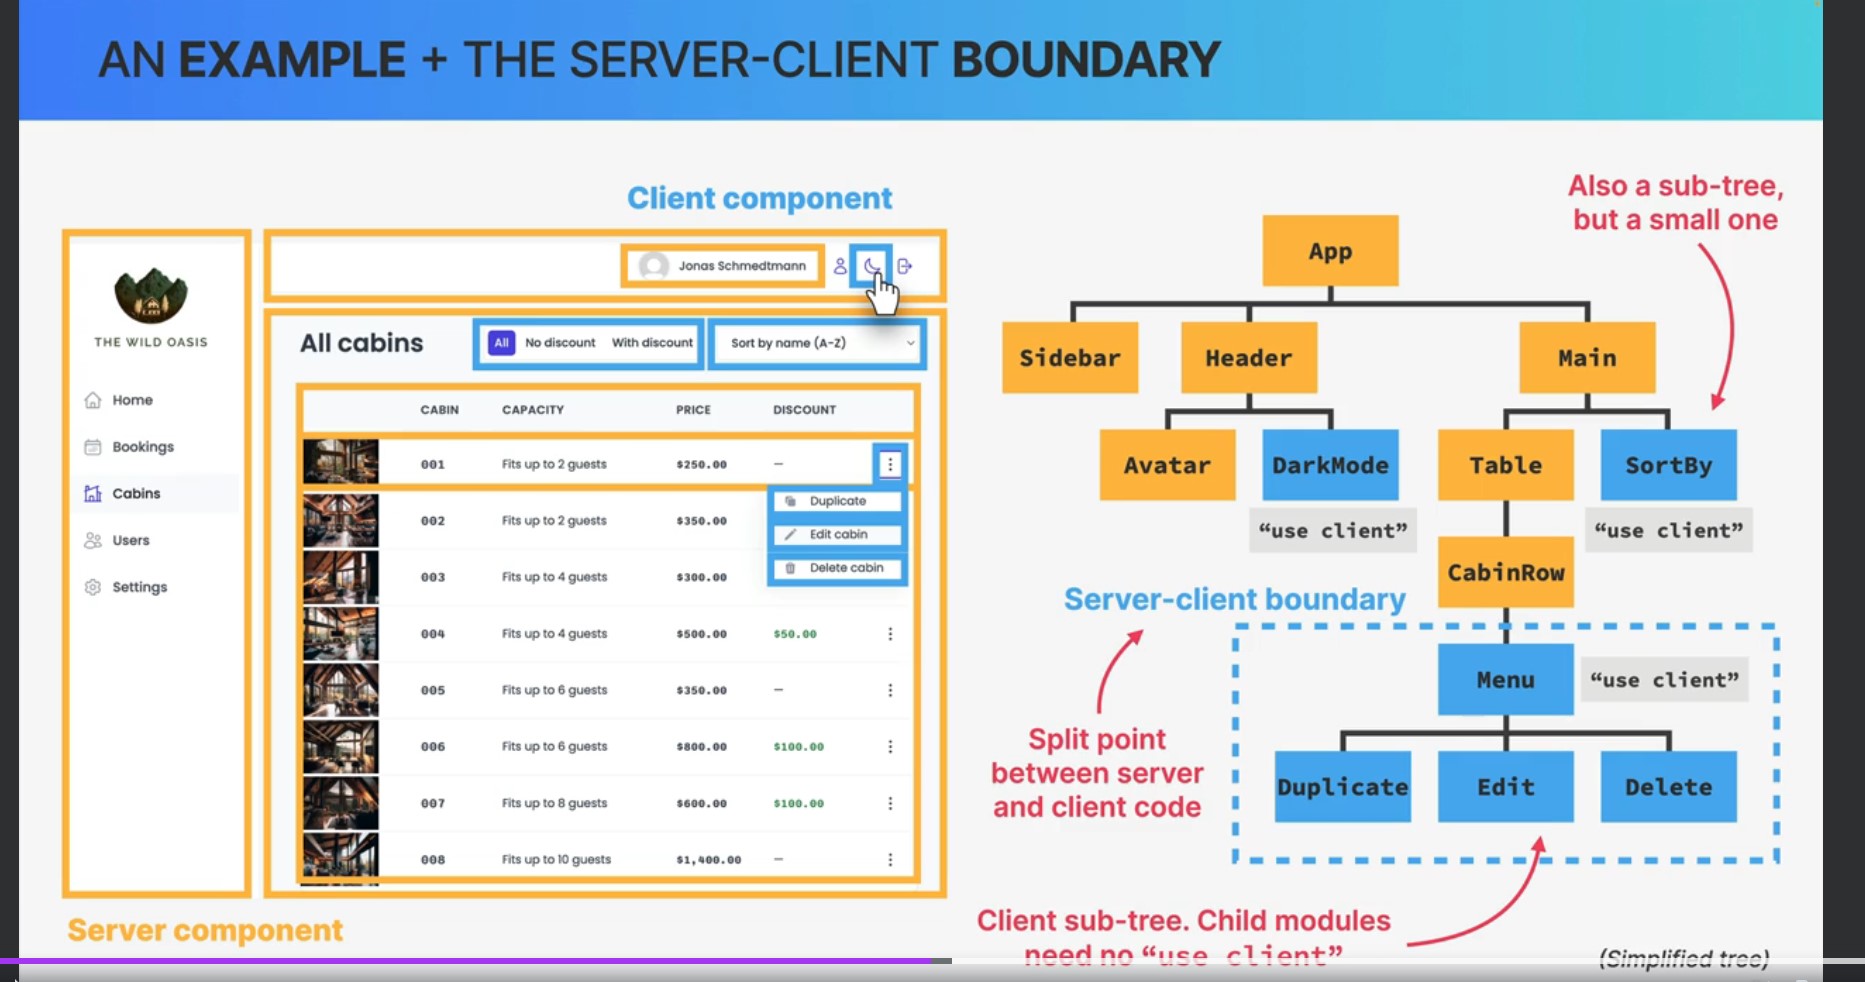 AN EXAMPLE + THE SERVER-CLIENT BOUNDARY
Client component
THE WILD OASIS
Home
Bookings
Cabins
Users
Settings
Jonas Schmedtmann
All cabins
All No discount With discount
Sort by name (A-Z)
CABIN CAPACITY PRICE DISCOUNT
001 Fits up to 2 guests $250.00 —
Duplicate
Edit cabin
Delete cabin
002 Fits up to 2 guests $350.00
003 Fits up to 4 guests $300.00
004 Fits up to 4 guests $500.00 $50.00
005 Fits up to 6 guests $350.00 —
006 Fits up to 6 guests $800.00 $100.00
007 Fits up to 8 guests $600.00 $100.00
008 Fits up to 10 guests $1,400.00 —
Server component
Also a sub-tree,
but a small one
App
Sidebar Header Main
Avatar DarkMode Table SortBy
“use client” “use client”
CabinRow
Server-client boundary
Menu “use client”
Split point
between server
and client code
Duplicate Edit Delete
Client sub-tree. Child modules
need no “use client”
(Simplified tree)